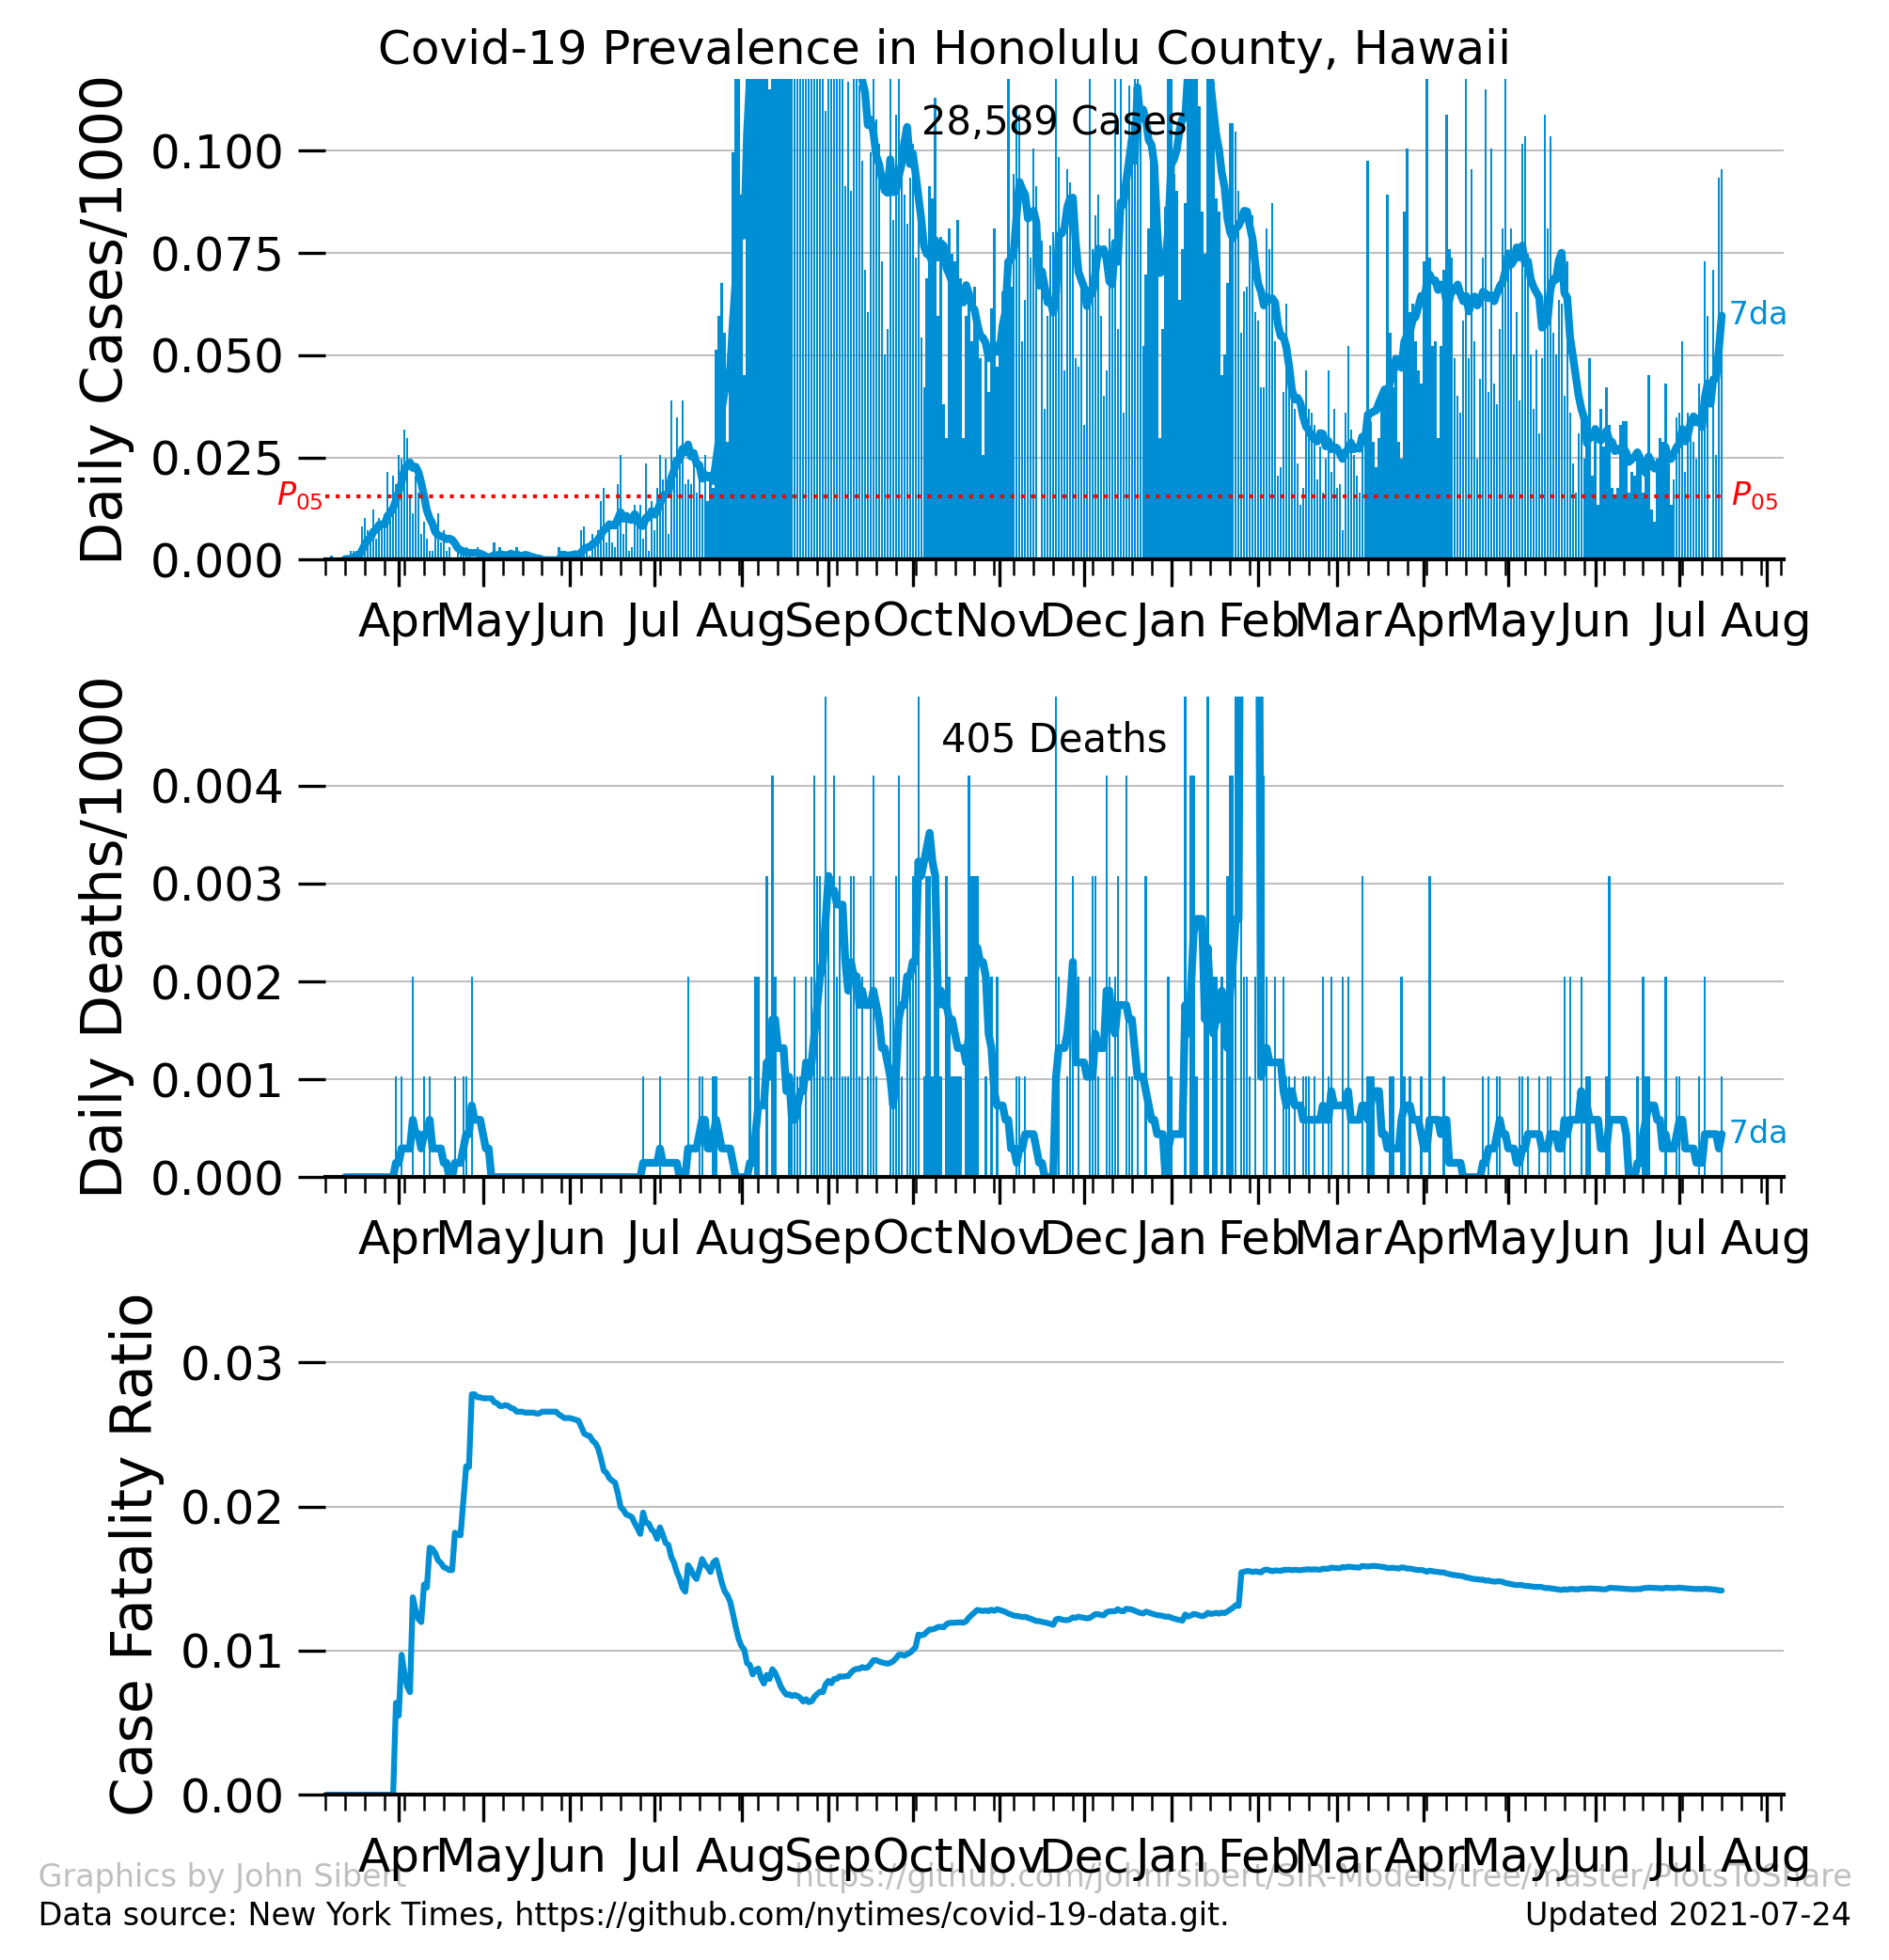 Covid-19 Prevalence in Honolulu County, Hawaii
Daily Cases/1000
28,589 Cases
0.100
0.075
0.050
0.025
0.000
7da
P05
P05
Apr May Jun Jul Aug Sep Oct Nov Dec Jan Feb Mar Apr May Jun Jul Aug
Daily Deaths/1000
405 Deaths
0.004
0.003
0.002
0.001
0.000
7da
Apr May Jun Jul Aug Sep Oct Nov Dec Jan Feb Mar Apr May Jun Jul Aug
Case Fatality Ratio
0.03
0.02
0.01
0.00
Apr May Jun Jul Aug Sep Oct Nov Dec Jan Feb Mar Apr May Jun Jul Aug
Graphics by John Sibert https://github.com/johnrsibert/SIR-Models/tree/master/PlotsToShare
Data source: New York Times, https://github.com/nytimes/covid-19-data.git. Updated 2021-07-24